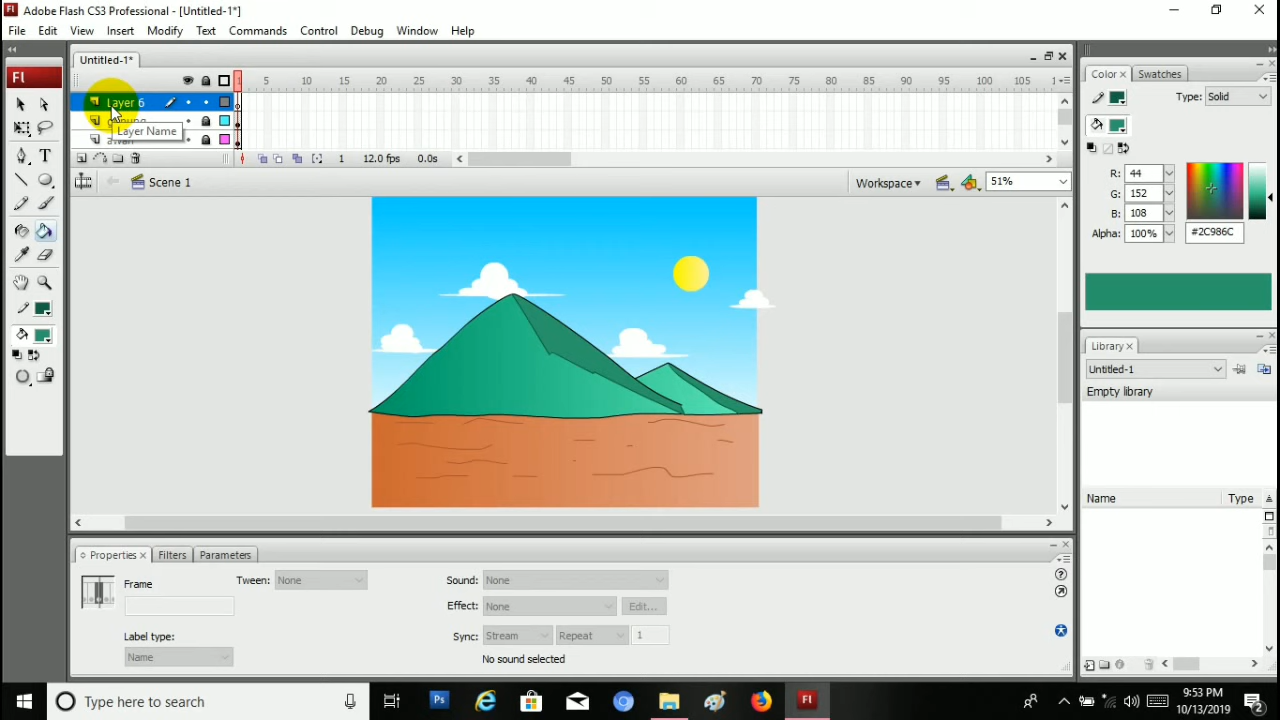 Adobe Flash CS3 Professional - [Untitled-1*]
File Edit View Insert Modify Text Commands Control Debug Window Help
Untitled-1*
Fl
1 5 10 15 20 25 30 35 40 45 50 55 60 65 70 75 80 85 90 95 100 105
Layer 6
Layer Name
1 12.0 fps 0.0s
Scene 1
Workspace
51%
Properties Filters Parameters
Frame
Tween: None
Sound: None
Effect: None Edit...
Label type:
Sync: Stream Repeat 1
Name
No sound selected
Color Swatches
Type: Solid
R: 44
G: 152
B: 108
Alpha: 100% #2C986C
Library
Untitled-1
Empty library
Name Type
Type here to search
Ps
Fl
9:53 PM
10/13/2019
2